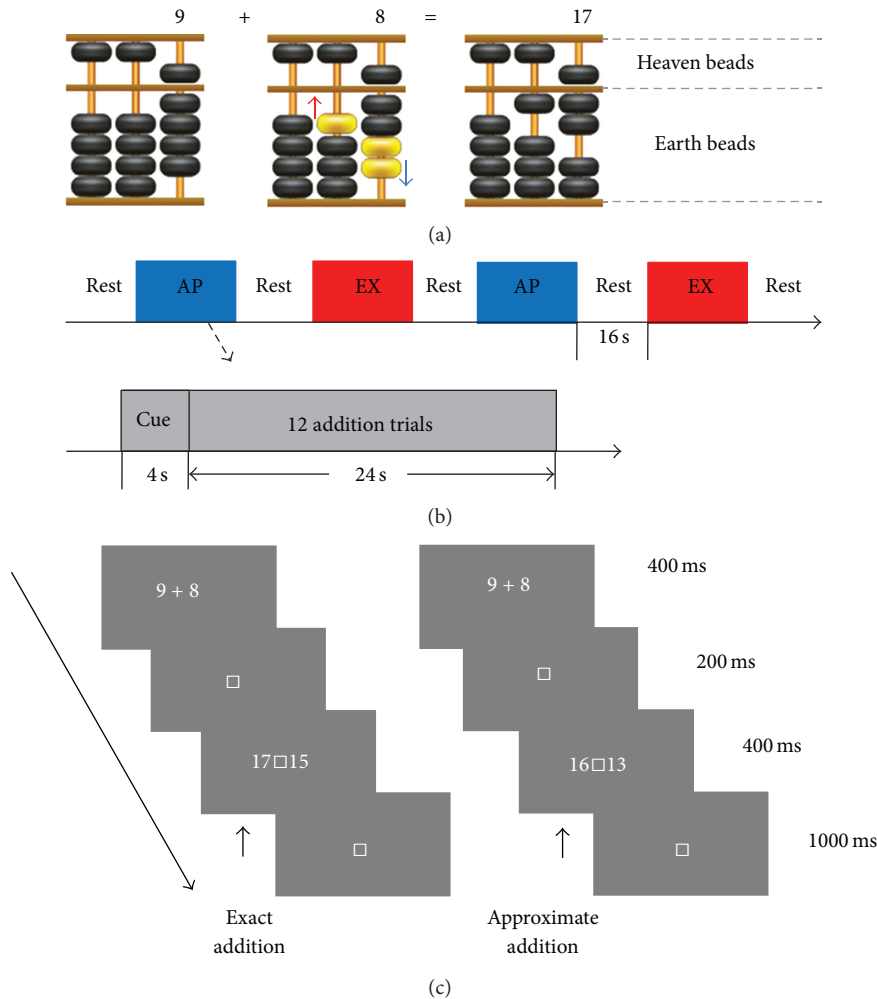 9 + 8 = 17
Heaven beads
Earth beads
(a)
Rest AP Rest EX Rest AP Rest EX Rest
16 s
Cue 12 addition trials
4 s 24 s
(b)
9 + 8 9 + 8 400 ms
□ □ 200 ms
17□15 16□13 400 ms
□ □ 1000 ms
Exact addition
Approximate addition
(c)